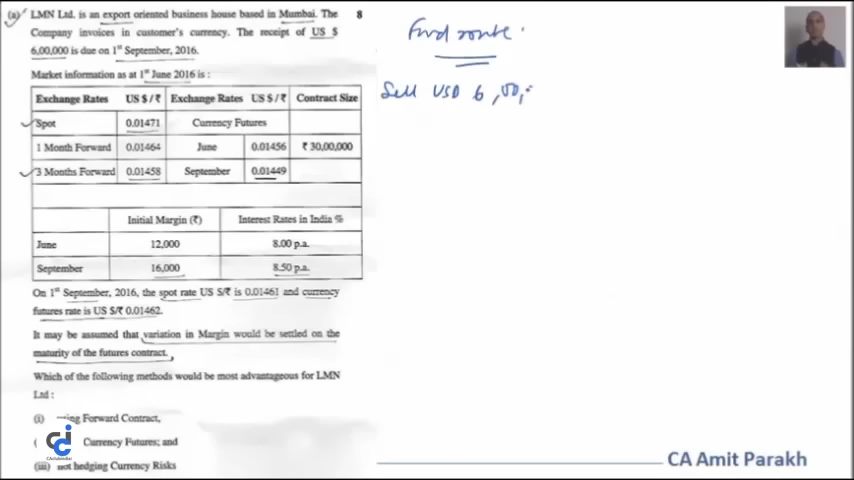 (a) LMN Ltd. is an export oriented business house based in Mumbai. The 8
Company invoices in customer's currency. The receipt of US $
6,00,000 is due on 1st September, 2016.
Market information as at 1st June 2016 is :
Exchange Rates US $/₹ Exchange Rates US $/₹ Contract Size
Spot 0.01471 Currency Futures
1 Month Forward 0.01464 June 0.01456 ₹ 30,00,000
3 Months Forward 0.01458 September 0.01449
Initial Margin (₹) Interest Rates in India %
June 12,000 8.00 p.a.
September 16,000 8.50 p.a.
On 1st September, 2016, the spot rate US $/₹ is 0.01461 and currency
futures rate is US $/₹ 0.01462.
It may be assumed that variation in Margin would be settled on the
maturity of the futures contract.
Which of the following methods would be most advantageous for LMN
Ltd :
(i) Forward Contract,
Currency Futures; and
(iii) not hedging Currency Risks
Fwd route
Sell USD 6,00,
CA Amit Parakh